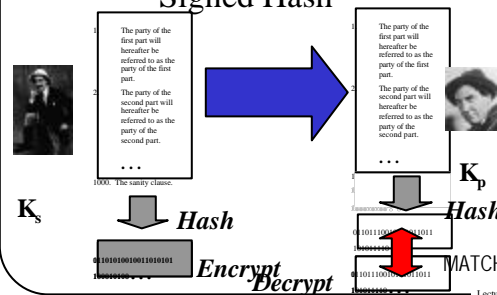 Signed Hash
1
The party of the
first part will
hereafter be
referred to as
party of the first
part.
2
The party of the
second part will
hereafter be
referred to as the
party of the
second part.
...
1000. The sanity clause.
1
The party of the
first part will
hereafter be
referred to as
party of the first
part.
2
The party of the
second part will
hereafter be
referred to as the
party of the
second part.
...
Ks
Kp
Hash
Hash
Encrypt
Decrypt
MATCH